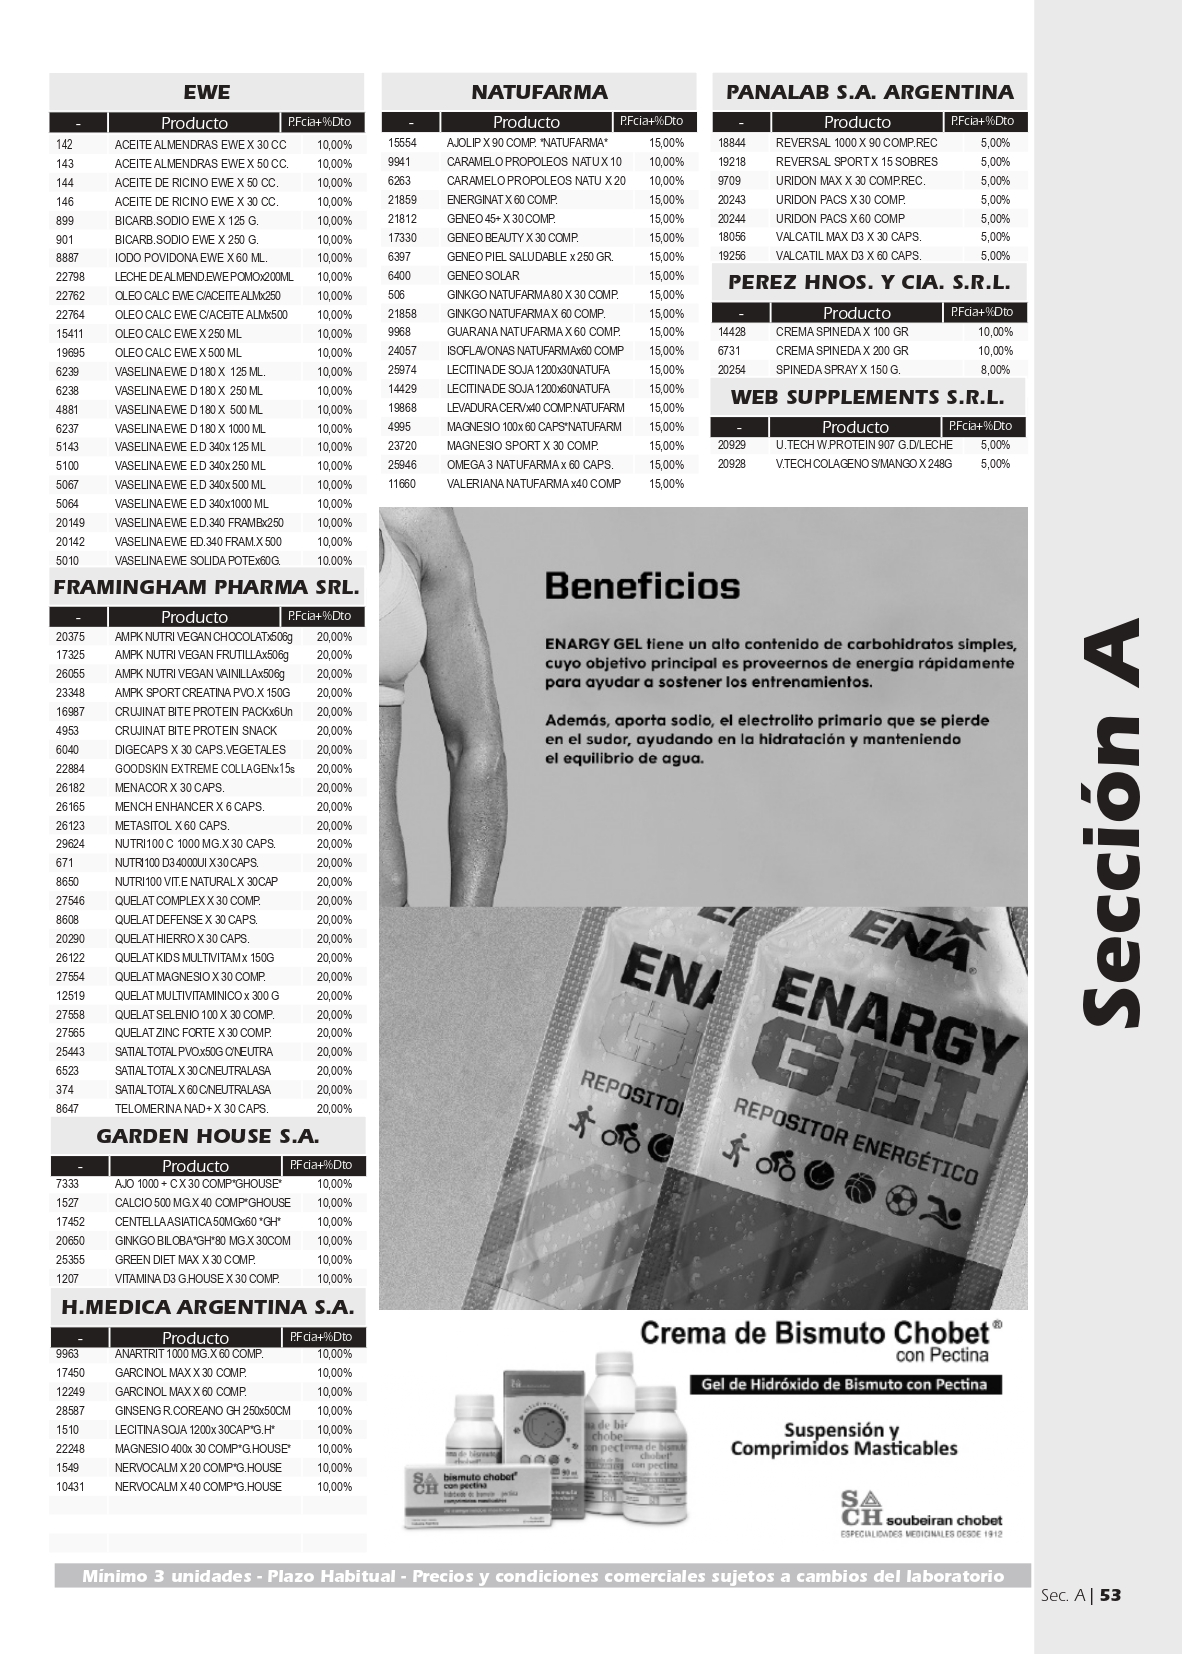 EWE
- Producto P.Fcia+%Dto
142 ACEITE ALMENDRAS EWE X 30 CC 10,00%
143 ACEITE ALMENDRAS EWE X 50 CC. 10,00%
144 ACEITE DE RICINO EWE X 50 CC. 10,00%
146 ACEITE DE RICINO EWE X 30 CC. 10,00%
899 BICARB.SODIO EWE X 125 G. 10,00%
901 BICARB.SODIO EWE X 250 G. 10,00%
8887 IODO POVIDONA EWE X 60 ML. 10,00%
22798 LECHE DE ALMEND.EWE POMOx200ML 10,00%
22762 OLEO CALC EWE C/ACEITE ALMx250 10,00%
22764 OLEO CALC EWE C/ACEITE ALMx500 10,00%
15411 OLEO CALC EWE X 250 ML 10,00%
19695 OLEO CALC EWE X 500 ML 10,00%
6239 VASELINA EWE D 180 X 125 ML. 10,00%
6238 VASELINA EWE D 180 X 250 ML 10,00%
4881 VASELINA EWE D 180 X 500 ML 10,00%
6237 VASELINA EWE D 180 X 1000 ML 10,00%
5143 VASELINA EWE E.D 340x 125 ML 10,00%
5100 VASELINA EWE E.D 340x 250 ML 10,00%
5067 VASELINA EWE E.D 340x 500 ML 10,00%
5064 VASELINA EWE E.D 340x1000 ML 10,00%
20149 VASELINA EWE E.D.340 FRAMBx250 10,00%
20142 VASELINA EWE ED.340 FRAM.X 500 10,00%
5010 VASELINA EWE SOLIDA POTEx60G. 10,00%
FRAMINGHAM PHARMA SRL.
- Producto P.Fcia+%Dto
20375 AMPK NUTRI VEGAN CHOCOLATx506g 20,00%
17325 AMPK NUTRI VEGAN FRUTILLAx506g 20,00%
26055 AMPK NUTRI VEGAN VAINILLAx506g 20,00%
23348 AMPK SPORT CREATINA PVO.X 150G 20,00%
16987 CRUJINAT BITE PROTEIN PACKx6Un 20,00%
4953 CRUJINAT BITE PROTEIN SNACK 20,00%
6040 DIGECAPS X 30 CAPS.VEGETALES 20,00%
22884 GOODSKIN EXTREME COLLAGENx15s 20,00%
26182 MENACOR X 30 CAPS. 20,00%
26165 MENCH ENHANCER X 6 CAPS. 20,00%
26123 METASITOL X 60 CAPS. 20,00%
29624 NUTRI100 C 1000 MG.X 30 CAPS. 20,00%
671 NUTRI100 D3 4000UI X 30 CAPS. 20,00%
8650 NUTRI100 VIT.E NATURAL X 30CAP 20,00%
27546 QUELAT COMPLEX X 30 COMP. 20,00%
8608 QUELAT DEFENSE X 30 CAPS. 20,00%
20290 QUELAT HIERRO X 30 CAPS. 20,00%
26122 QUELAT KIDS MULTIVITAM x 150G 20,00%
27554 QUELAT MAGNESIO X 30 COMP. 20,00%
12519 QUELAT MULTIVITAMINICO x 300 G 20,00%
27558 QUELAT SELENIO 100 X 30 COMP. 20,00%
27565 QUELAT ZINC FORTE X 30 COMP. 20,00%
25443 SATIAL TOTAL PVO.x50G C/NEUTRA 20,00%
6523 SATIAL TOTAL X 30 C/NEUTRALASA 20,00%
374 SATIAL TOTAL X 60 C/NEUTRALASA 20,00%
8647 TELOMERINA NAD+ X 30 CAPS. 20,00%
GARDEN HOUSE S.A.
- Producto P.Fcia+%Dto
7333 AJO 1000 + C X 30 COMP*GHOUSE* 10,00%
1527 CALCIO 500 MG.X 40 COMP*GHOUSE 10,00%
17452 CENTELLA ASIATICA 50MGx60 *GH* 10,00%
20650 GINKGO BILOBA*GH*80 MG.X 30COM 10,00%
25355 GREEN DIET MAX X 30 COMP. 10,00%
1207 VITAMINA D3 G.HOUSE X 30 COMP. 10,00%
H.MEDICA ARGENTINA S.A.
- Producto P.Fcia+%Dto
9963 ANARTRIT 1000 MG.X 60 COMP. 10,00%
17450 GARCINOL MAX X 30 COMP. 10,00%
12249 GARCINOL MAX X 60 COMP. 10,00%
28587 GINSENG R.COREANO GH 250x50CM 10,00%
1510 LECITINA SOJA 1200x 30CAP*G.H* 10,00%
22248 MAGNESIO 400x 30 COMP*G.HOUSE* 10,00%
1549 NERVOCALM X 20 COMP*G.HOUSE 10,00%
10431 NERVOCALM X 40 COMP*G.HOUSE 10,00%
NATUFARMA
- Producto P.Fcia+%Dto
15554 AJOLIP X 90 COMP. *NATUFARMA* 15,00%
9941 CARAMELO PROPOLEOS NATU X 10 10,00%
6263 CARAMELO PROPOLEOS NATU X 20 10,00%
21859 ENERGINAT X 60 COMP. 15,00%
21812 GENEO 45+ X 30 COMP. 15,00%
17330 GENEO BEAUTY X 30 COMP. 15,00%
6397 GENEO PIEL SALUDABLE x 250 GR. 15,00%
6400 GENEO SOLAR 15,00%
506 GINKGO NATUFARMA 80 X 30 COMP. 15,00%
21858 GINKGO NATUFARMA X 60 COMP. 15,00%
9968 GUARANA NATUFARMA X 60 COMP. 15,00%
24057 ISOFLAVONAS NATUFARMAx60 COMP 15,00%
25974 LECITINA DE SOJA 1200x30NATUFA 15,00%
14429 LECITINA DE SOJA 1200x60NATUFA 15,00%
19868 LEVADURA CERVx40 COMP.NATUFARM 15,00%
4995 MAGNESIO 100x 60 CAPS*NATUFARM 15,00%
23720 MAGNESIO SPORT X 30 COMP. 15,00%
25946 OMEGA 3 NATUFARMA x 60 CAPS. 15,00%
11660 VALERIANA NATUFARMA x40 COMP 15,00%
PANALAB S.A. ARGENTINA
- Producto P.Fcia+%Dto
18844 REVERSAL 1000 X 90 COMP.REC 5,00%
19218 REVERSAL SPORT X 15 SOBRES 5,00%
9709 URIDON MAX X 30 COMP.REC. 5,00%
20243 URIDON PACS X 30 COMP. 5,00%
20244 URIDON PACS X 60 COMP 5,00%
18056 VALCATIL MAX D3 X 30 CAPS. 5,00%
19256 VALCATIL MAX D3 X 60 CAPS. 5,00%
PEREZ HNOS. Y CIA. S.R.L.
- Producto P.Fcia+%Dto
14428 CREMA SPINEDA X 100 GR 10,00%
6731 CREMA SPINEDA X 200 GR 10,00%
20254 SPINEDA SPRAY X 150 G. 8,00%
WEB SUPPLEMENTS S.R.L.
- Producto P.Fcia+%Dto
20929 U.TECH W.PROTEIN 907 G.D/LECHE 5,00%
20928 V.TECH COLAGENO S/MANGO X 248G 5,00%
Beneficios
ENARGY GEL tiene un alto contenido de carbohidratos simples,
cuyo objetivo principal es proveernos de energía rápidamente
para ayudar a sostener los entrenamientos.
Además, aporta sodio, el electrolito primario que se pierde
en el sudor, ayudando en la hidratación y manteniendo
el equilibrio de agua.
ENA
ENARGY
GEL
REPOSITOR ENERGÉTICO
Crema de Bismuto Chobet®
con Pectina
Gel de Hidróxido de Bismuto con Pectina
Suspensión y
Comprimidos Masticables
bismuto chobet®
con pectina
comprimidos masticables
SACH soubeiran chobet
ESPECIALIDADES MEDICINALES DESDE 1912
Sección A
Mínimo 3 unidades - Plazo Habitual - Precios y condiciones comerciales sujetos a cambios del laboratorio
Sec. A | 53